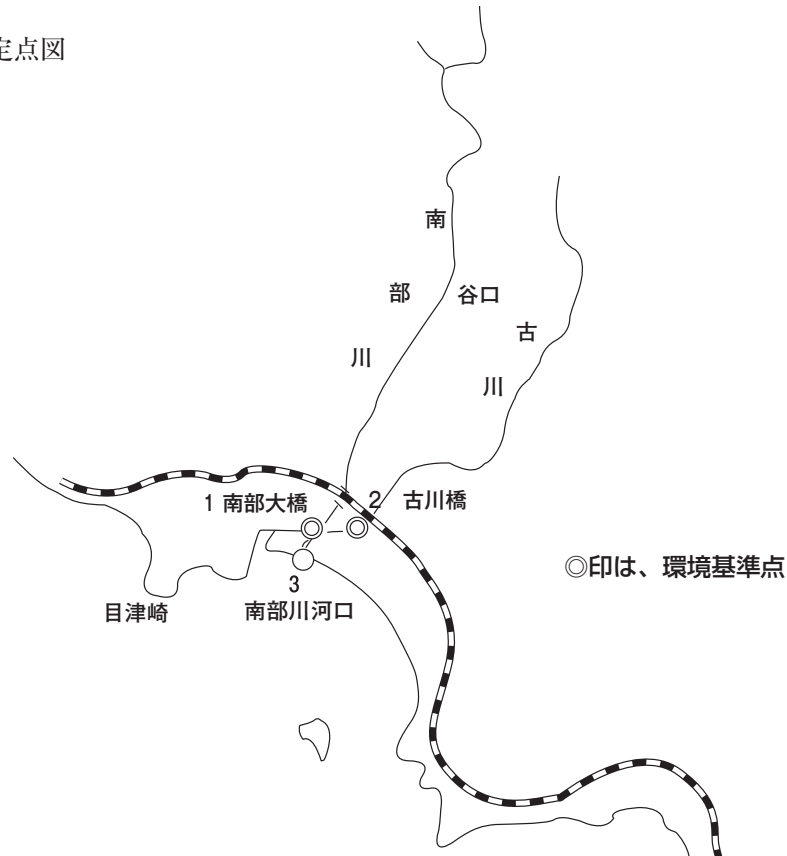 定点図
南
部
川
谷口
古
川
1 南部大橋
2 古川橋
◎印は、環境基準点
3
南部川河口
目津崎